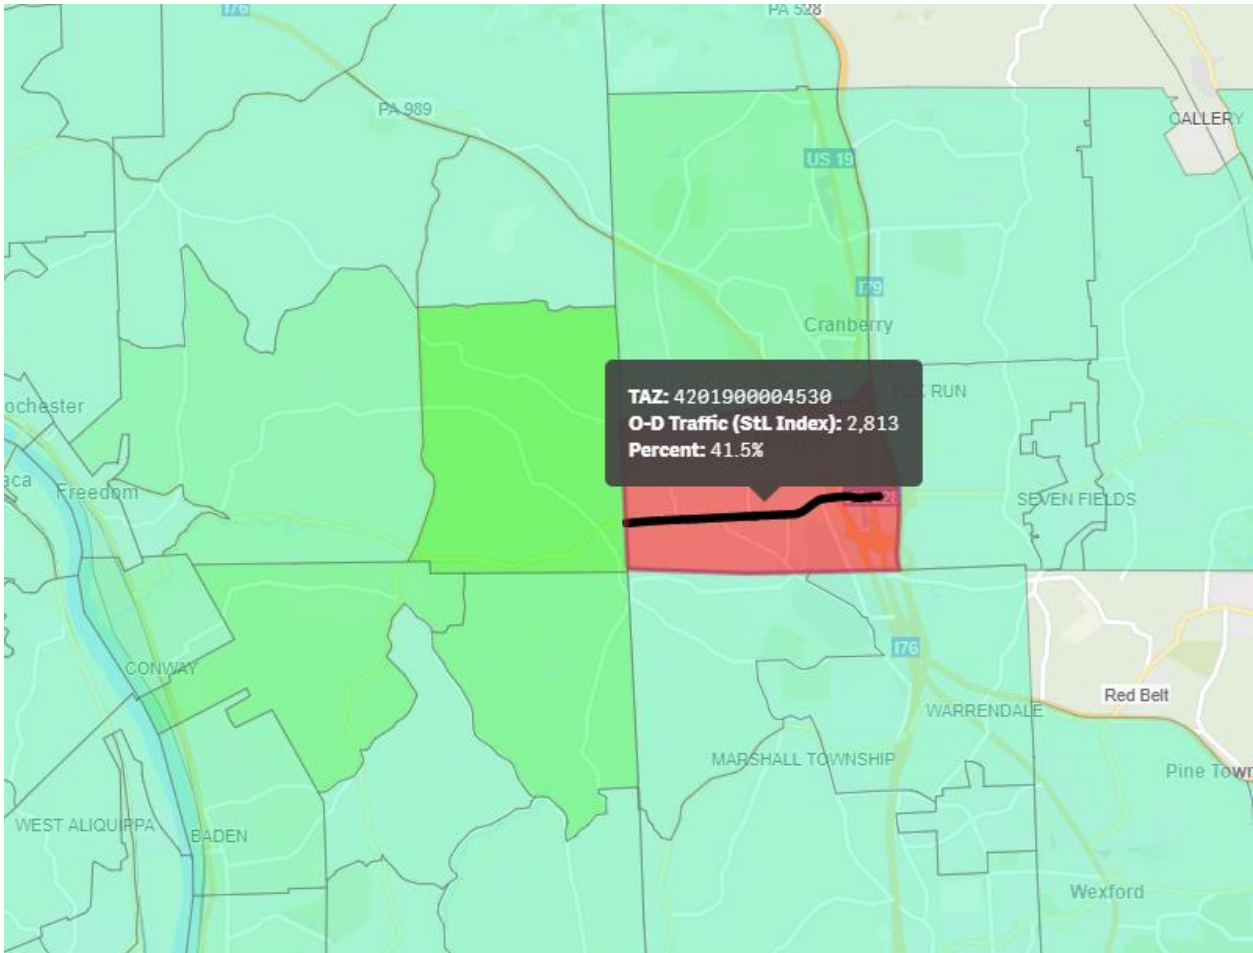 I76
PA 528
PA 989
CALLERY
US 19
I79
Cranberry
TAZ: 4201900004530
O-D Traffic (StL Index): 2,813
Percent: 41.5%
RUN
ochester
aca
Freedom
28
SEVEN FIELDS
CONWAY
I76
Red Belt
WARRENDALE
MARSHALL TOWNSHIP
Pine Town
WEST ALIQUIPPA
BADEN
Wexford